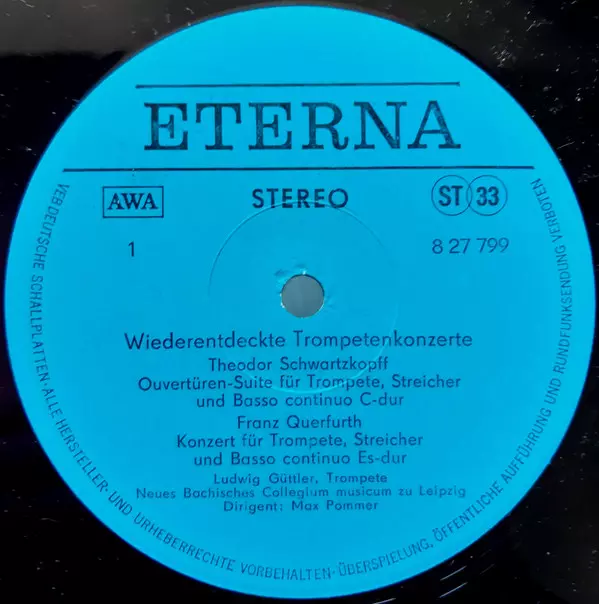 ETERNA
AWA
STEREO
ST 33
1
8 27 799
Wiederentdeckte Trompetenkonzerte
Theodor Schwartzkopff
Ouvertüren-Suite für Trompete, Streicher
und Basso continuo C-dur
Franz Querfurth
Konzert für Trompete, Streicher
und Basso continuo Es-dur
Ludwig Güttler, Trompete
Neues Bachisches Collegium musicum zu Leipzig
Dirigent: Max Pommer
VEB DEUTSCHE SCHALLPLATTEN · ALLE HERSTELLER- UND URHEBERRECHTE VORBEHALTEN · ÜBERSPIELUNG, ÖFFENTLICHE AUFFÜHRUNG UND RUNDFUNKSENDUNG VERBOTEN